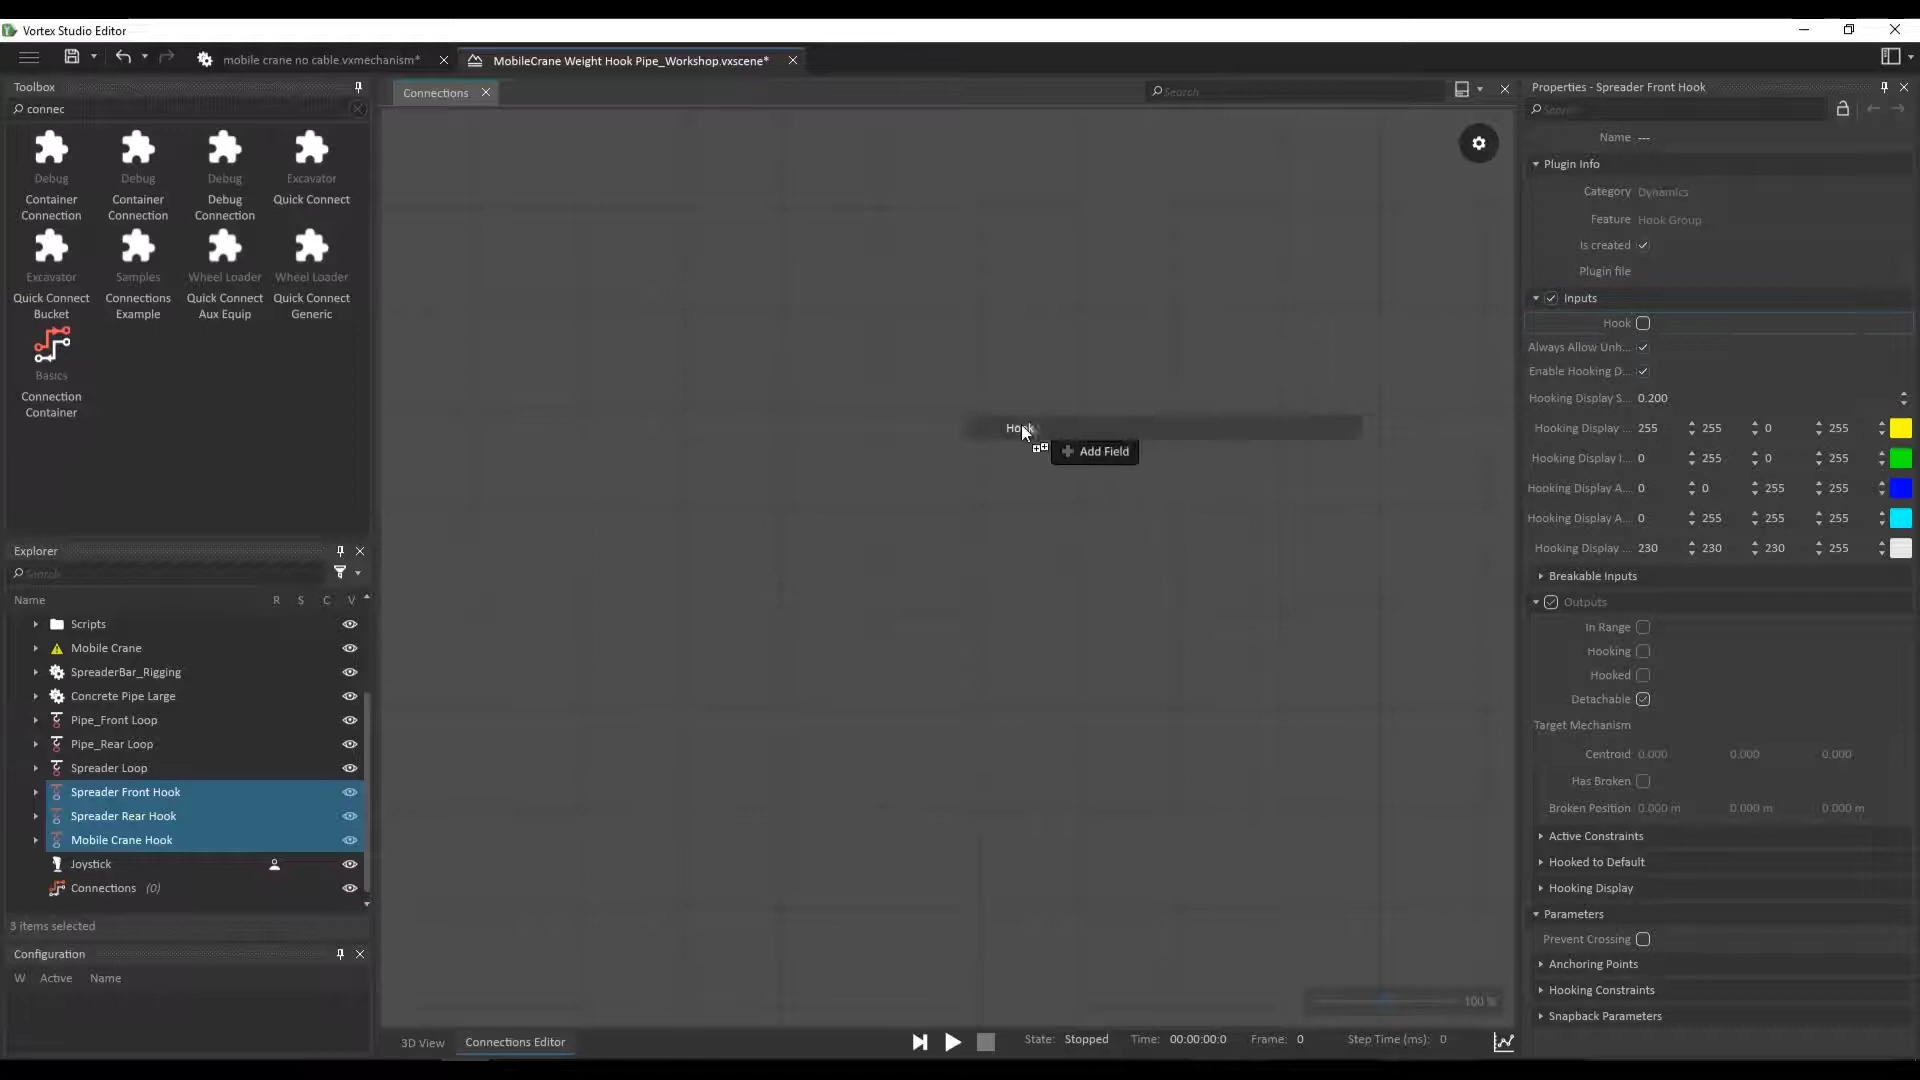 Vortex Studio Editor
mobile crane no cable.vxmechanism*
MobileCrane Weight Hook Pipe_Workshop.vxscene*
Toolbox
connec
Debug
Container Connection
Debug
Container Connection
Debug
Debug Connection
Excavator
Quick Connect
Excavator
Quick Connect Bucket
Samples
Connections Example
Wheel Loader
Quick Connect Aux Equip
Wheel Loader
Quick Connect Generic
Basics
Connection Container
Explorer
Search
Name R S C V
Scripts
Mobile Crane
SpreaderBar_Rigging
Concrete Pipe Large
Pipe_Front Loop
Pipe_Rear Loop
Spreader Loop
Spreader Front Hook
Spreader Rear Hook
Mobile Crane Hook
Joystick
Connections (0)
3 items selected
Configuration
W Active Name
Connections
Search
Hook
Add Field
100 %
3D View
Connections Editor
State: Stopped Time: 00:00:00:0 Frame: 0 Step Time (ms): 0
Properties - Spreader Front Hook
Search
Name ---
Plugin Info
Category Dynamics
Feature Hook Group
Is created
Plugin file
Inputs
Hook
Always Allow Unh...
Enable Hooking D...
Hooking Display S... 0.200
Hooking Display ... 255 255 0 255
Hooking Display I... 0 255 0 255
Hooking Display A... 0 0 255 255
Hooking Display A... 0 255 255 255
Hooking Display ... 230 230 230 255
Breakable Inputs
Outputs
In Range
Hooking
Hooked
Detachable
Target Mechanism
Centroid 0.000 0.000 0.000
Has Broken
Broken Position 0.000 m 0.000 m 0.000 m
Active Constraints
Hooked to Default
Hooking Display
Parameters
Prevent Crossing
Anchoring Points
Hooking Constraints
Snapback Parameters